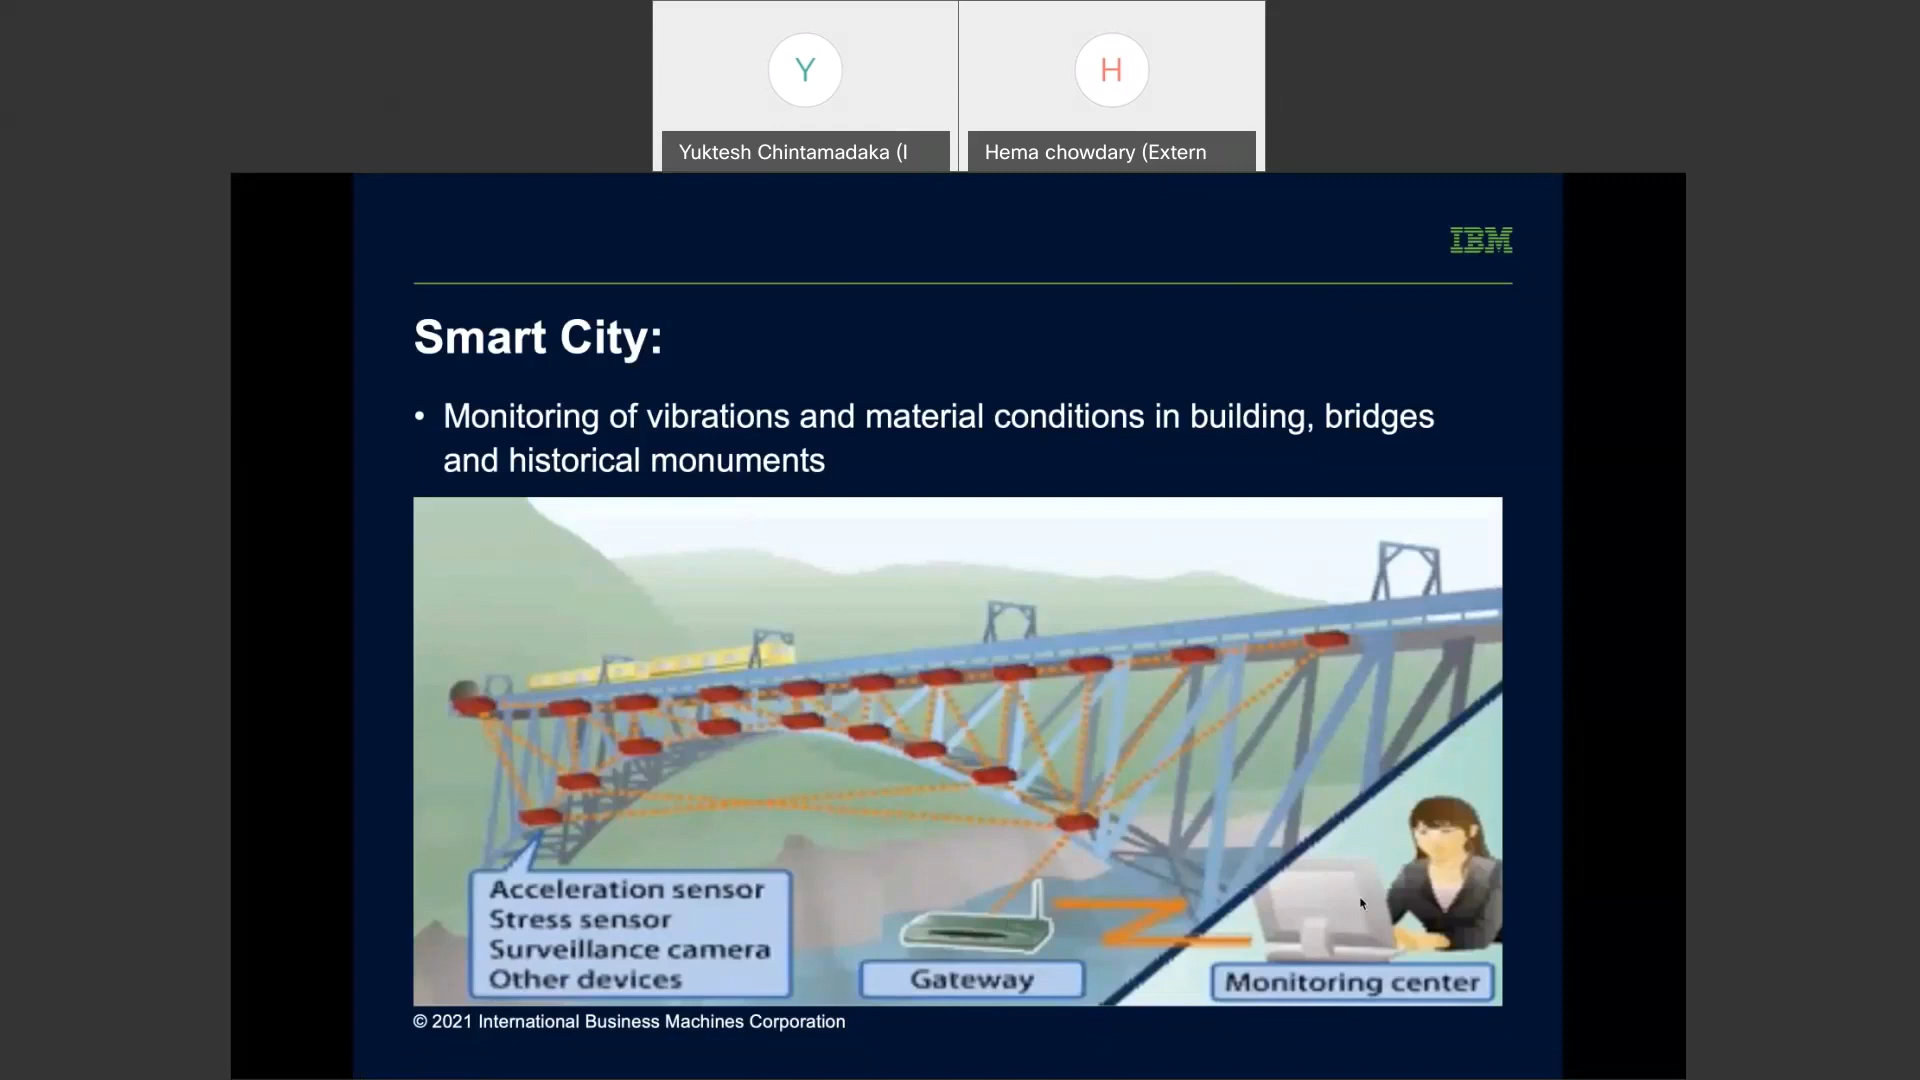 Y
H
Yuktesh Chintamadaka (I
Hema chowdary (Extern
IBM
Smart City:
• Monitoring of vibrations and material conditions in building, bridges
and historical monuments
Acceleration sensor
Stress sensor
Surveillance camera
Other devices
Gateway
Monitoring center
© 2021 International Business Machines Corporation